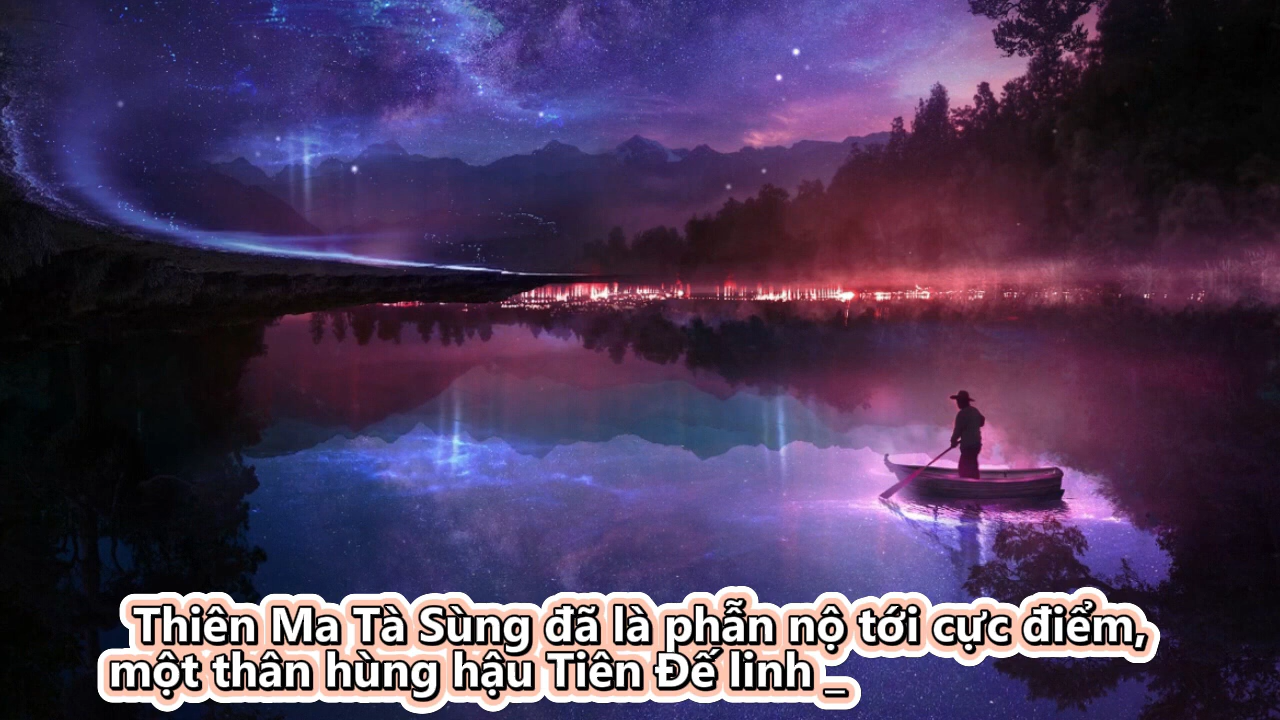 Thiên Ma Tà Sùng đã là phẫn nộ tới cực điểm,
một thân hùng hậu Tiên Đế linh _